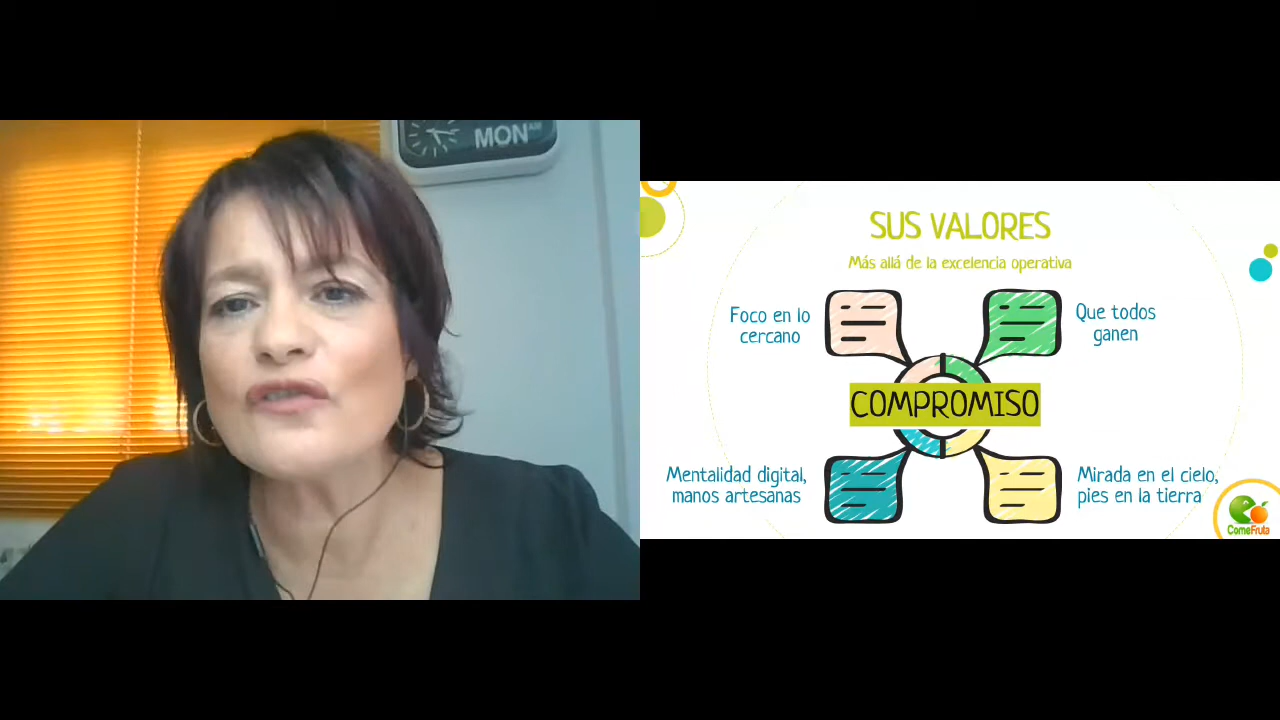 MON
SUS VALORES
Más allá de la excelencia operativa
Foco en lo
cercano
Que todos
ganen
COMPROMISO
Mentalidad digital,
manos artesanas
Mirada en el cielo,
pies en la tierra
ComeFruta